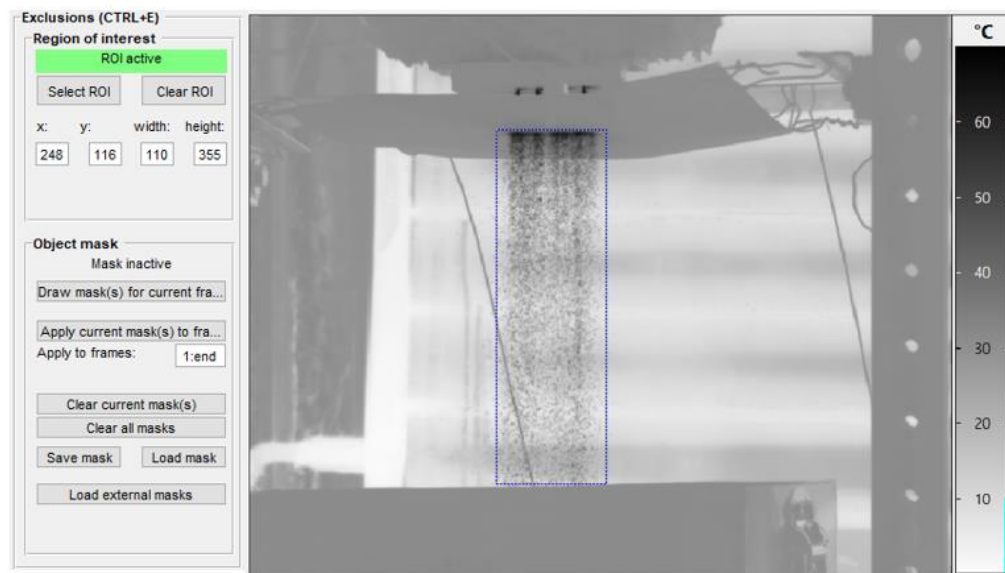 Exclusions (CTRL+E)
Region of interest
ROI active
Select ROI Clear ROI
x: y: width: height:
248 116 110 355
Object mask
Mask inactive
Draw mask(s) for current fra...
Apply current mask(s) to fra...
Apply to frames: 1:end
Clear current mask(s)
Clear all masks
Save mask Load mask
Load external masks
°C
60
50
40
30
20
10